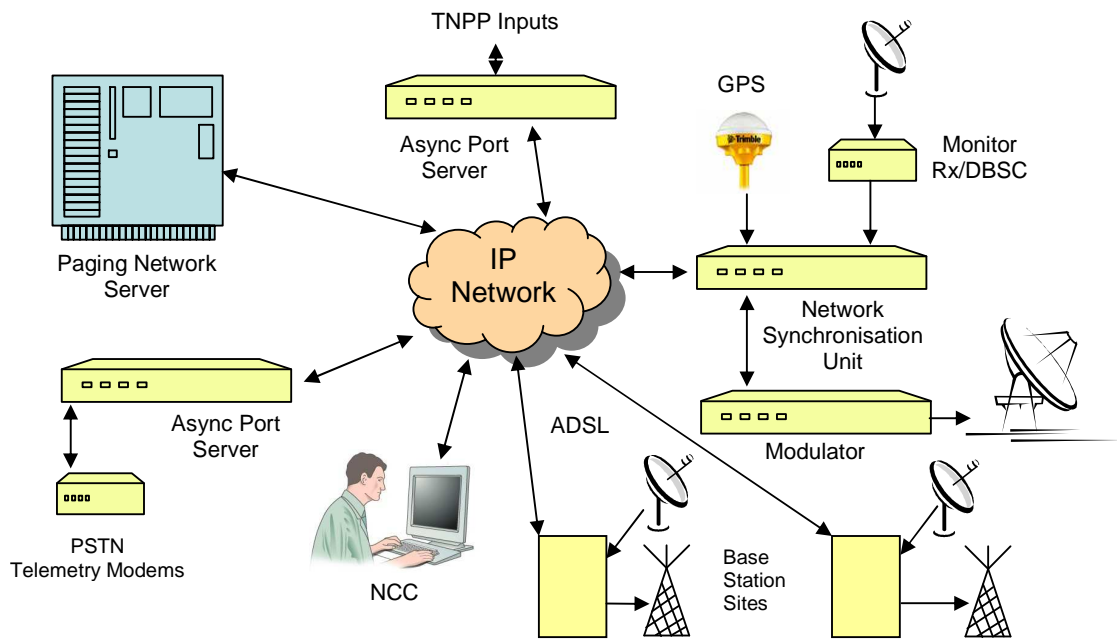 TNPP Inputs
Async Port
Server
GPS
Trimble
Monitor
Rx/DBSC
Paging Network
Server
IP
Network
Network
Synchronisation
Unit
Async Port
Server
ADSL
Modulator
PSTN
Telemetry Modems
NCC
Base
Station
Sites